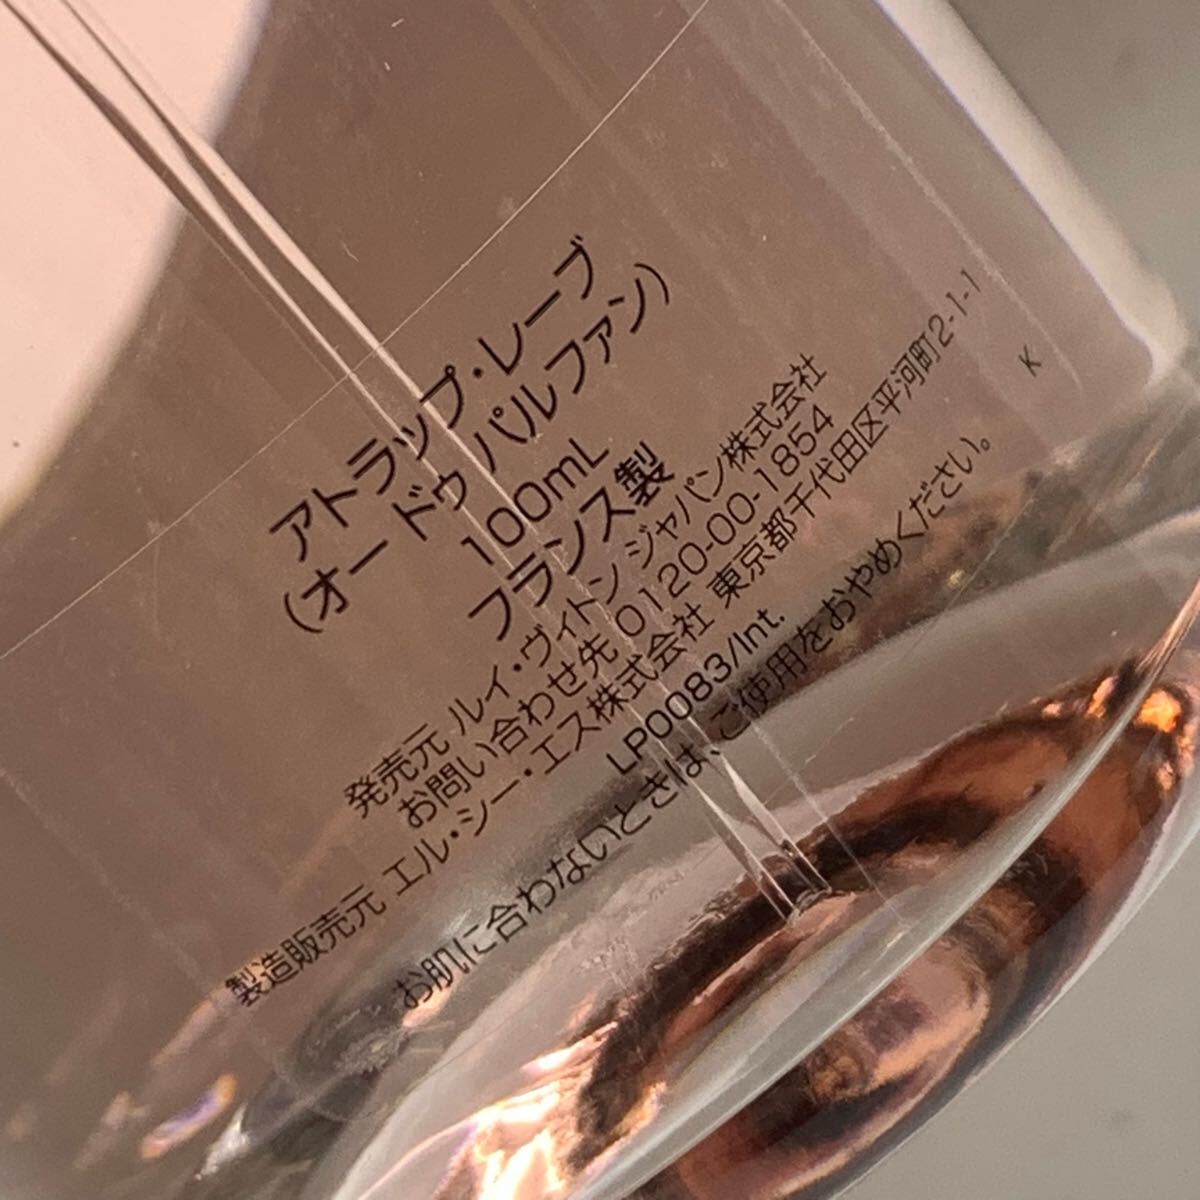 アトラップ・レーブ
(オー ドゥ パルファン)
100mL
フランス製
発売元 ルイ・ヴィトン ジャパン株式会社
お問い合わせ先 0120-00-1854
製造販売元 エル・シー・エス株式会社 東京都千代田区平河町2-1-1
LP0083/Int.
K
お肌に合わないときは、ご使用をおやめください。